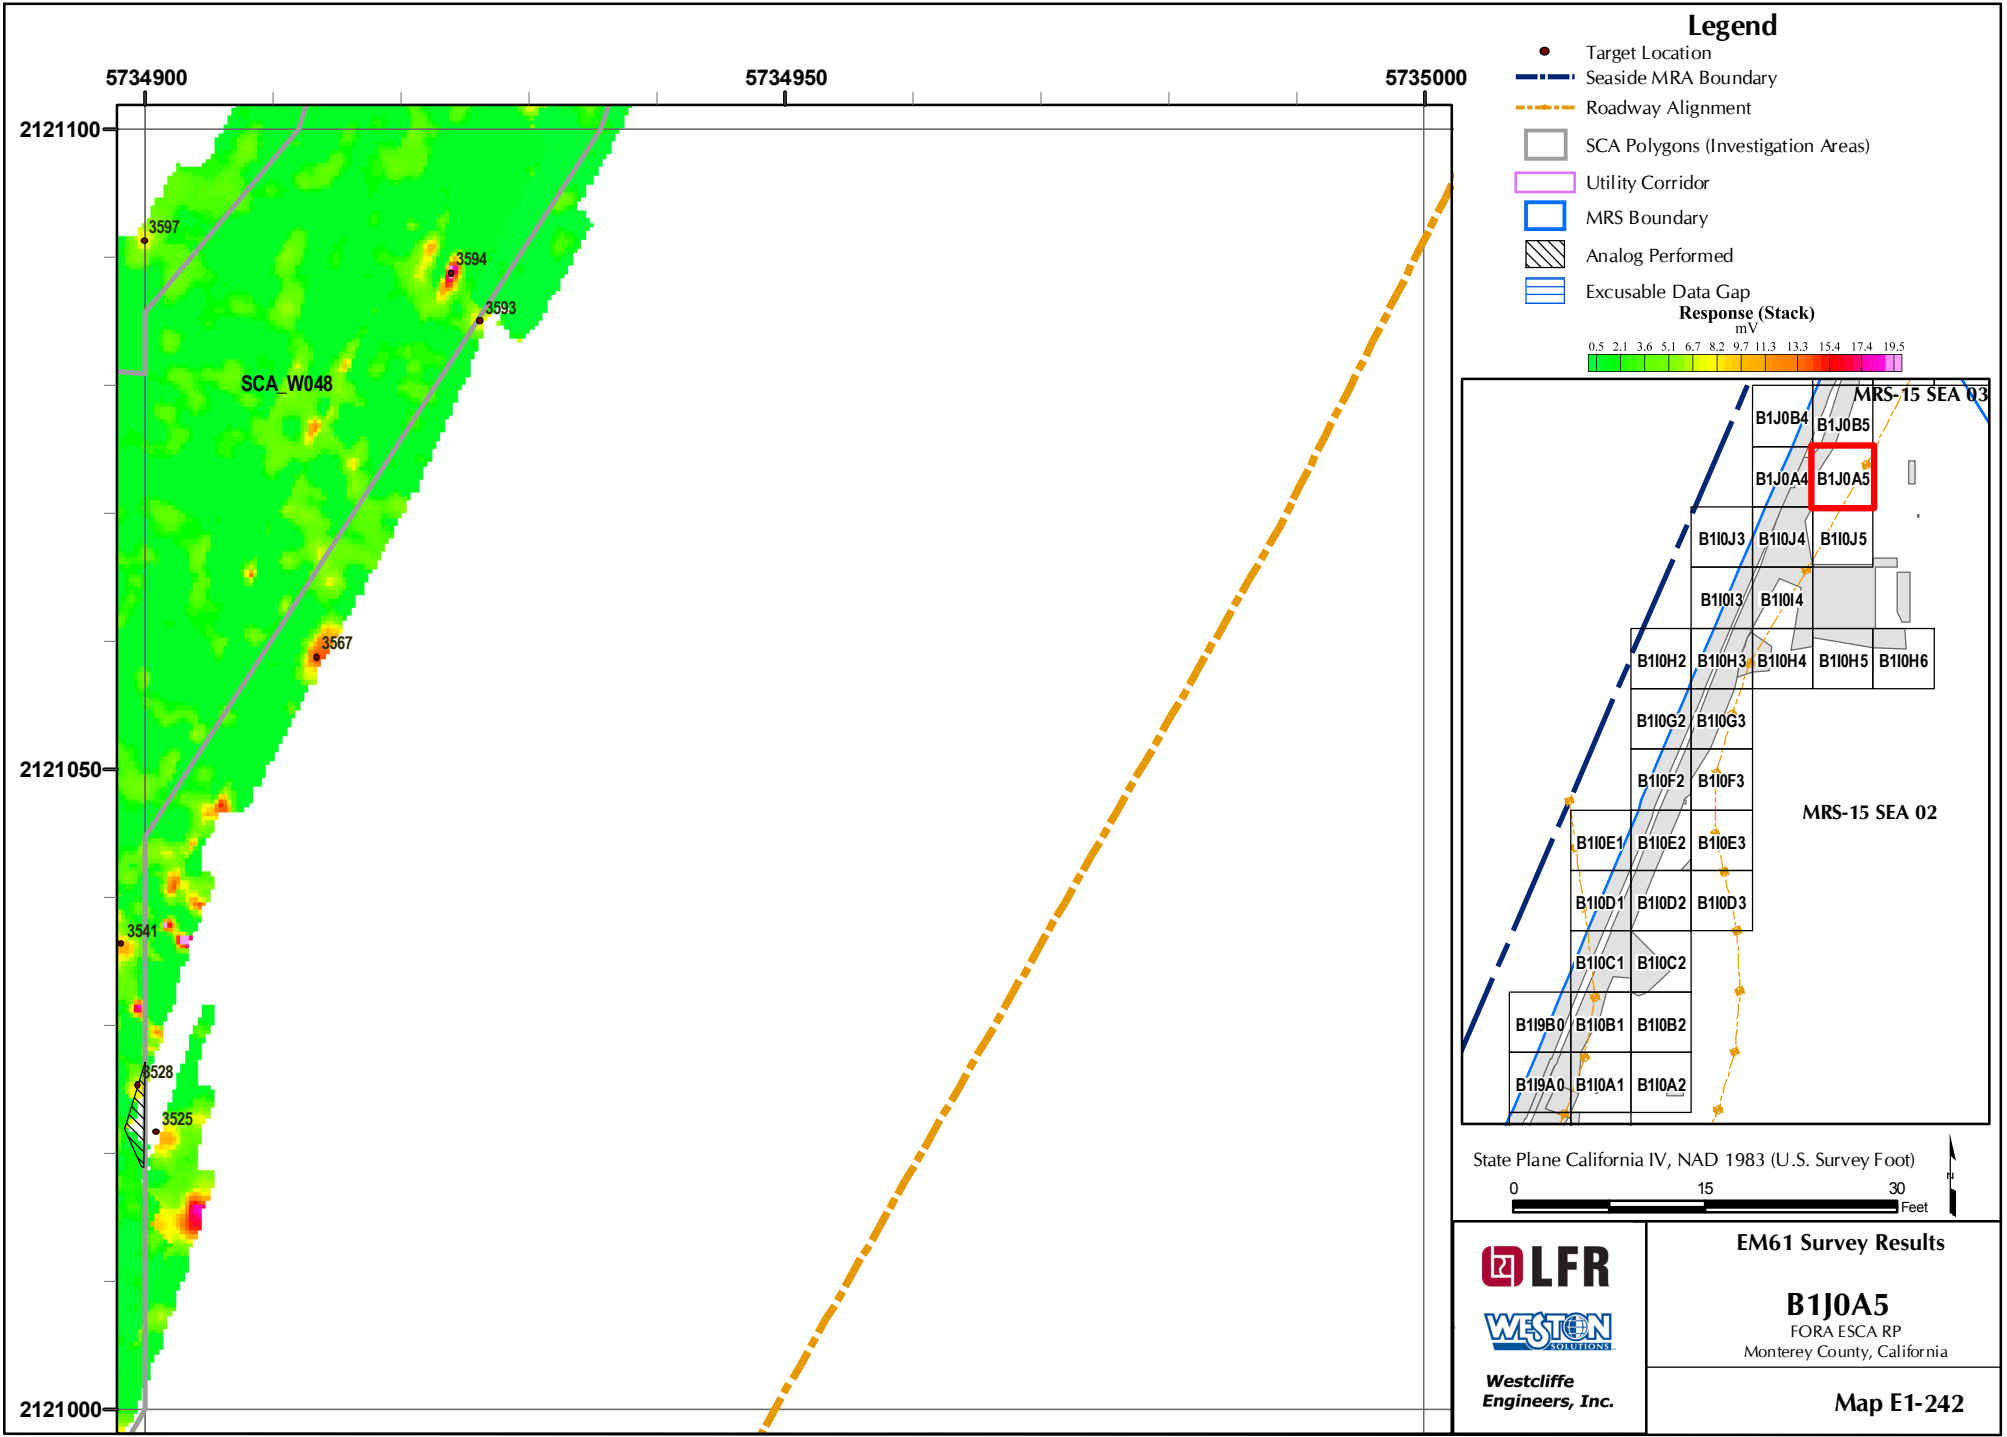 5734900
5734950
5735000
2121100
2121050
2121000
3597
3594
3593
SCA_W048
3567
3541
3528
3525
Legend
Target Location
Seaside MRA Boundary
Roadway Alignment
SCA Polygons (Investigation Areas)
Utility Corridor
MRS Boundary
Analog Performed
Excusable Data Gap
Response (Stack)
mV
0.5 2.1 3.6 5.1 6.7 8.2 9.7 11.3 13.3 15.4 17.4 19.5
MRS-15 SEA 03
B1J0B4 B1J0B5
B1J0A4 B1J0A5
B1I0J3 B1I0J4 B1I0J5
B1I0I3 B1I0I4
B1I0H2 B1I0H3 B1I0H4 B1I0H5 B1I0H6
B1I0G2 B1I0G3
B1I0F2 B1I0F3
MRS-15 SEA 02
B1I0E1 B1I0E2 B1I0E3
B1I0D1 B1I0D2 B1I0D3
B1I0C1 B1I0C2
B1I9B0 B1I0B1 B1I0B2
B1I9A0 B1I0A1 B1I0A2
State Plane California IV, NAD 1983 (U.S. Survey Foot)
0 15 30
Feet
N
LFR
WESTON
SOLUTIONS
Westcliffe
Engineers, Inc.
EM61 Survey Results
B1J0A5
FORA ESCA RP
Monterey County, California
Map E1-242